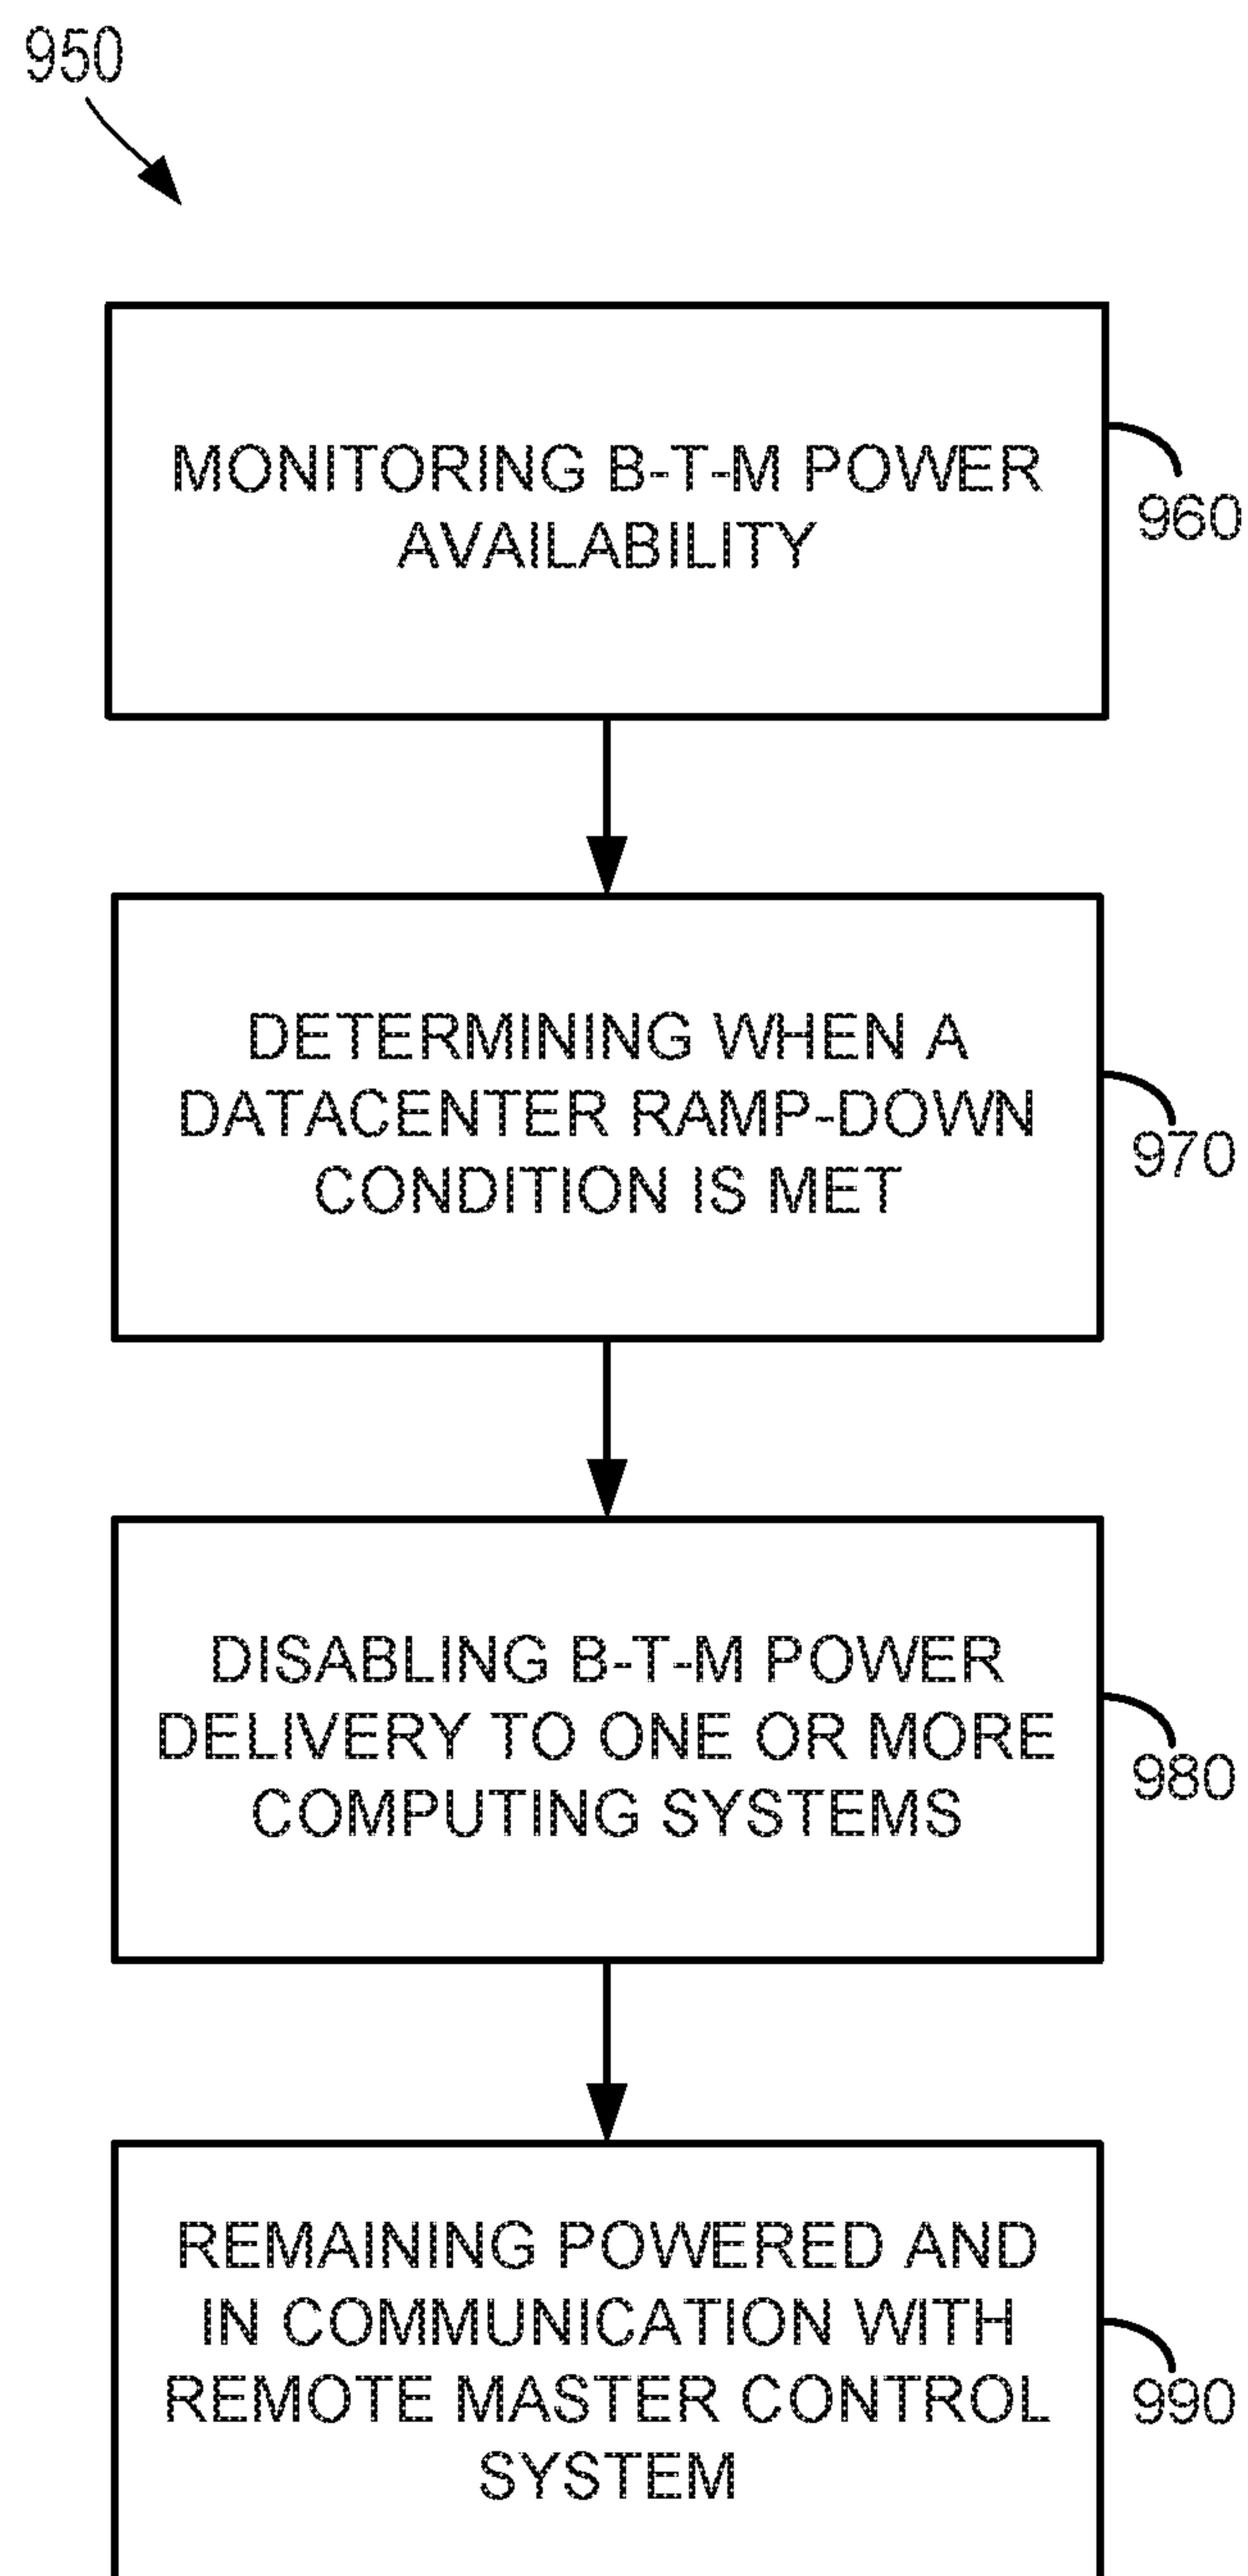 950
MONITORING B-T-M POWER
AVAILABILITY
960
DETERMINING WHEN A
DATACENTER RAMP-DOWN
CONDITION IS MET
970
DISABLING B-T-M POWER
DELIVERY TO ONE OR MORE
COMPUTING SYSTEMS
980
REMAINING POWERED AND
IN COMMUNICATION WITH
REMOTE MASTER CONTROL
SYSTEM
990